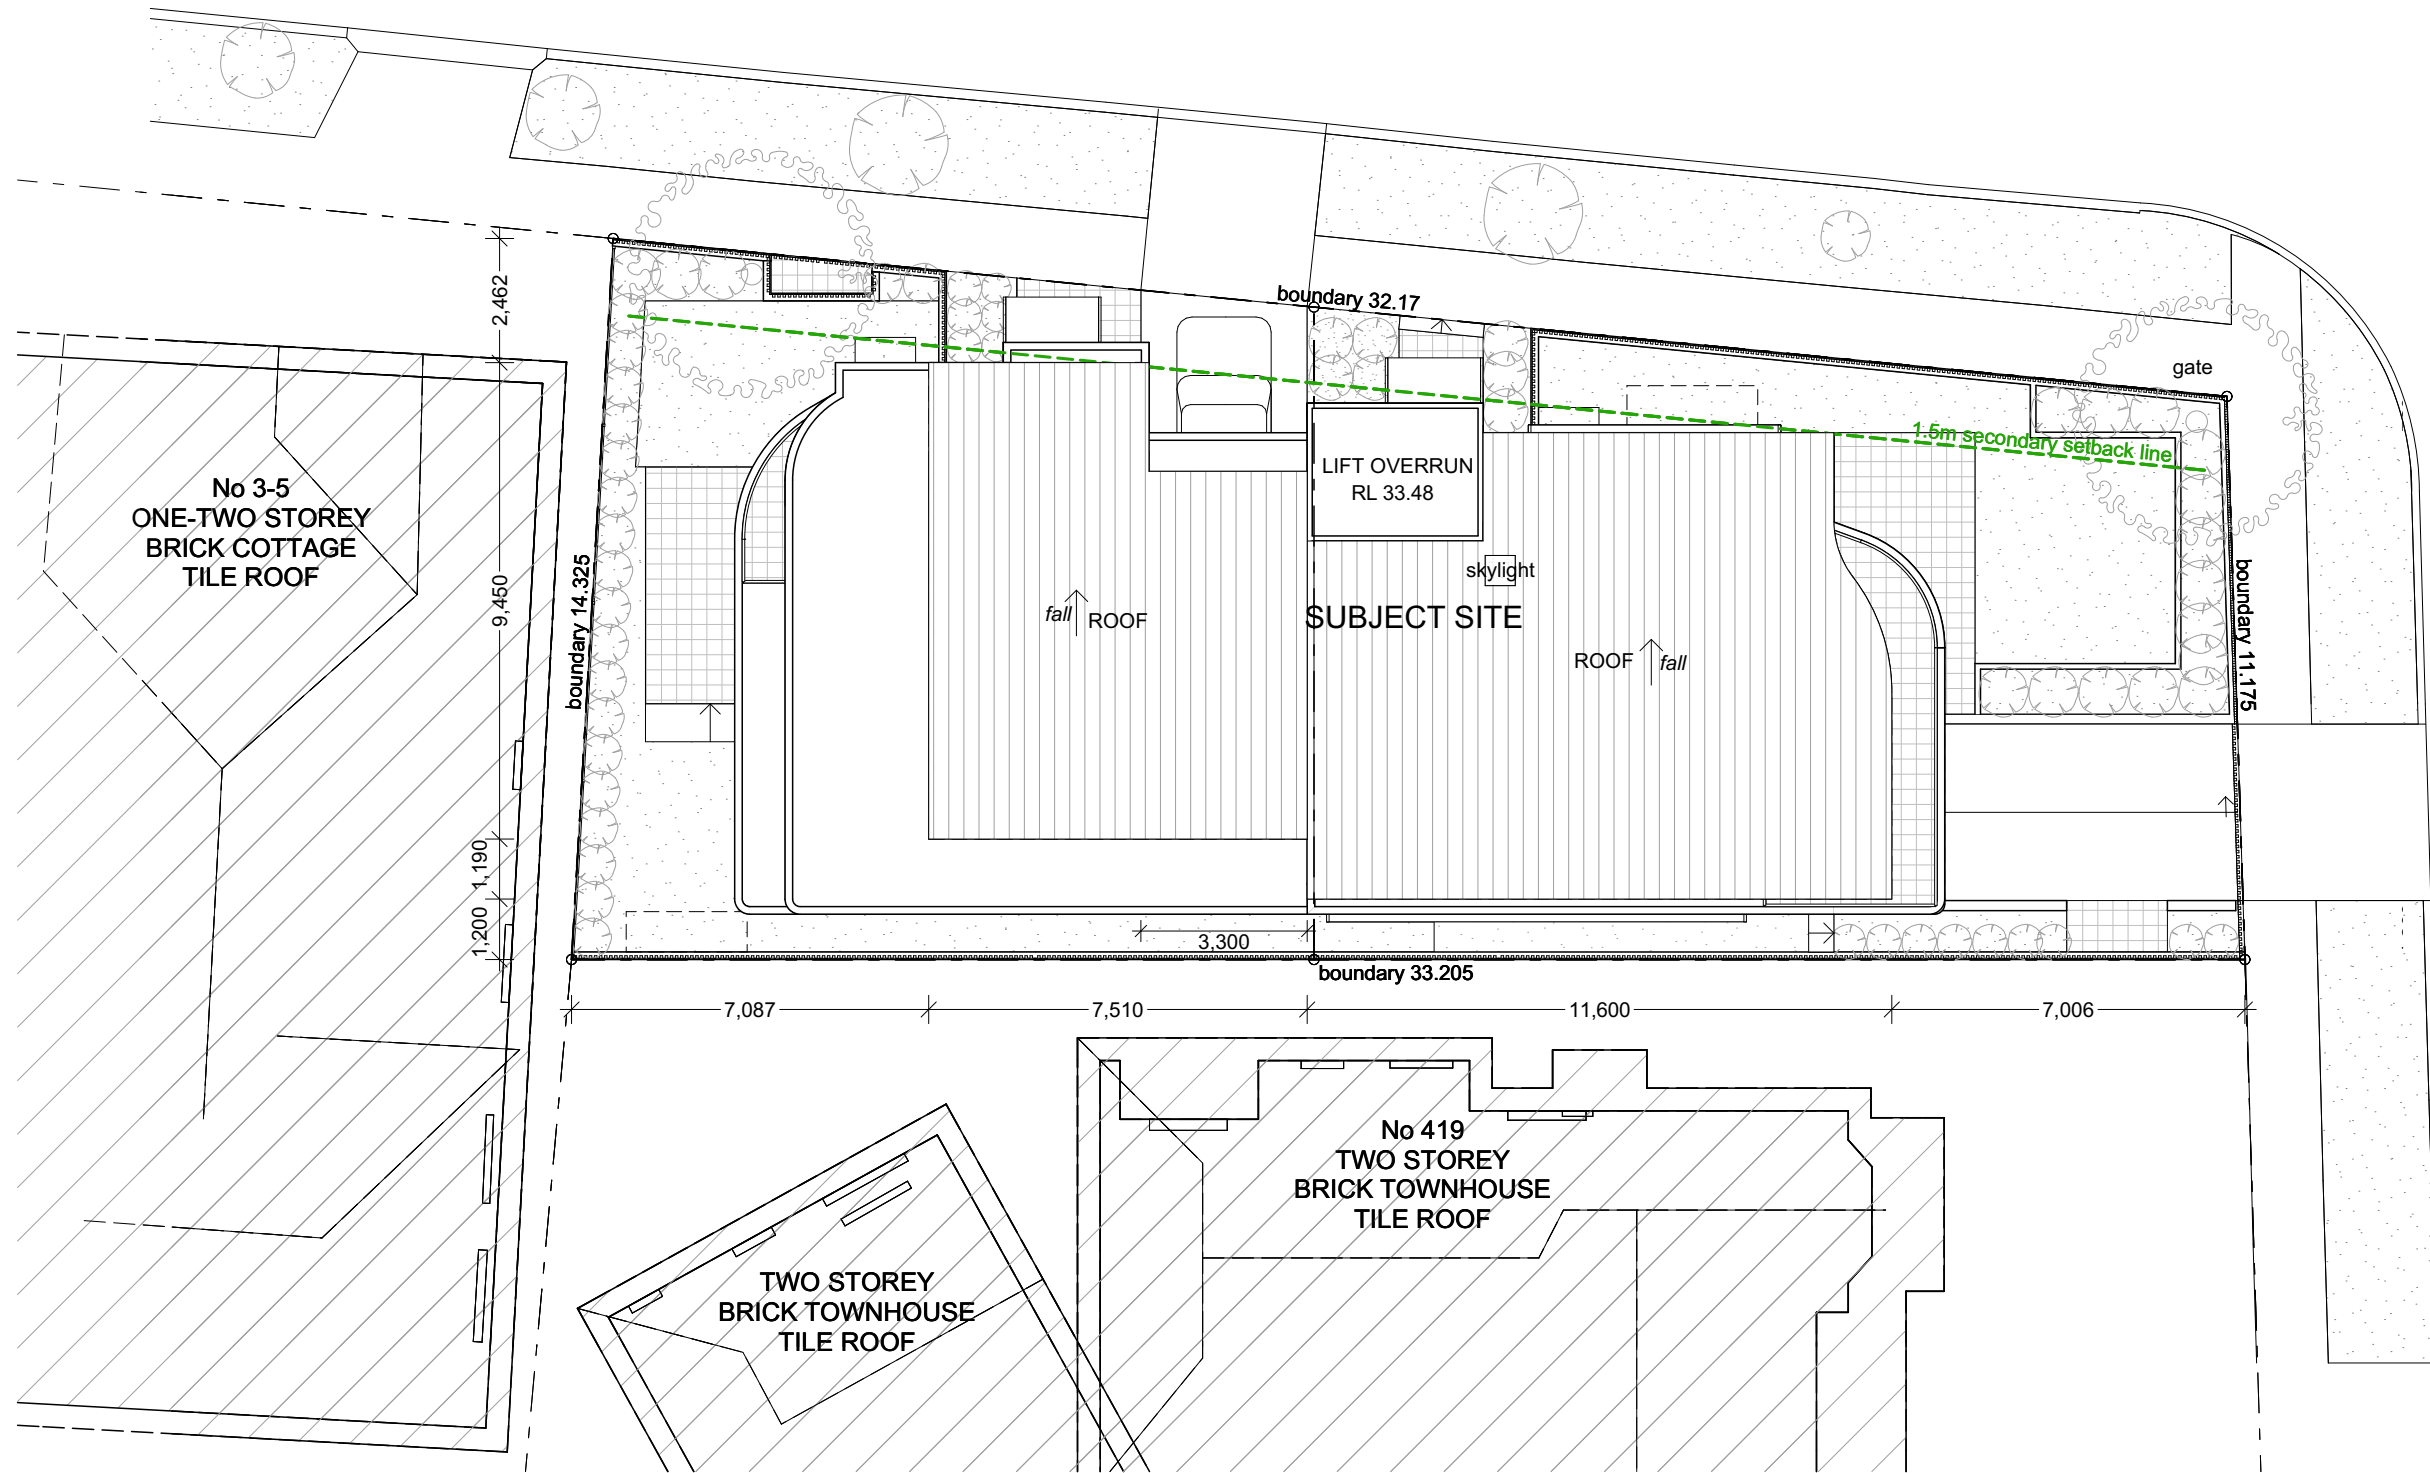 2,462
boundary 32.17
gate
1.5m secondary setback line
LIFT OVERRUN
RL 33.48
No 3-5
ONE-TWO STOREY
BRICK COTTAGE
TILE ROOF
9,450
boundary 14.325
skylight
SUBJECT SITE
fall ROOF
ROOF fall
boundary 11.175
1,190
1,200
3,300
boundary 33.205
7,087
7,510
11,600
7,006
No 419
TWO STOREY
BRICK TOWNHOUSE
TILE ROOF
TWO STOREY
BRICK TOWNHOUSE
TILE ROOF